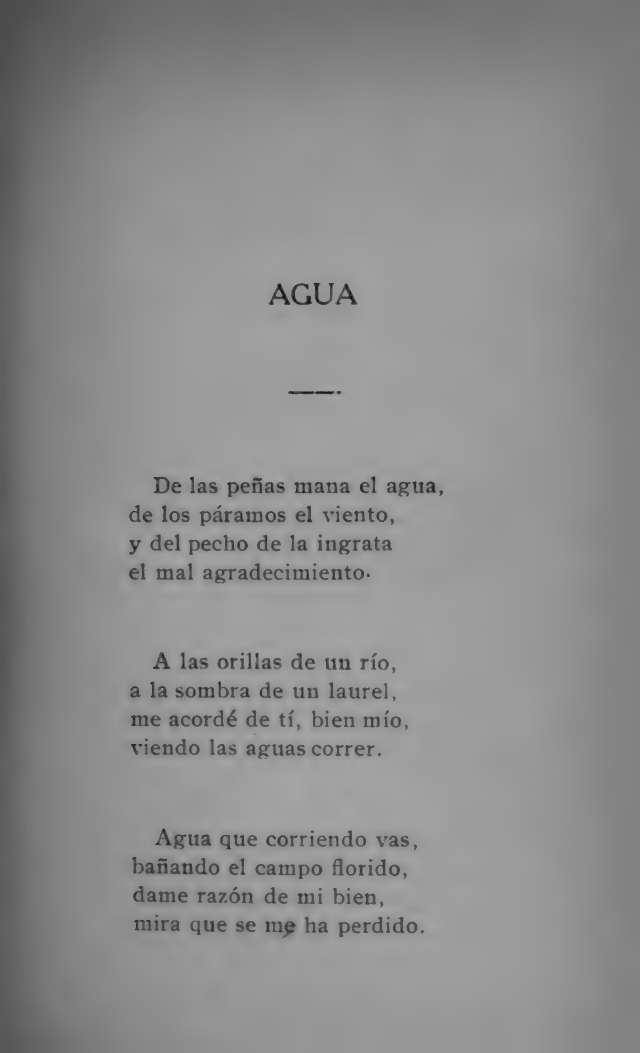 AGUA
De las peñas mana el agua,
de los páramos el viento,
y del pecho de la ingrata
el mal agradecimiento.
A las orillas de un río,
a la sombra de un laurel,
me acordé de tí, bien mío,
viendo las aguas correr.
Agua que corriendo vas,
bañando el campo florido,
dame razón de mi bien,
mira que se me ha perdido.